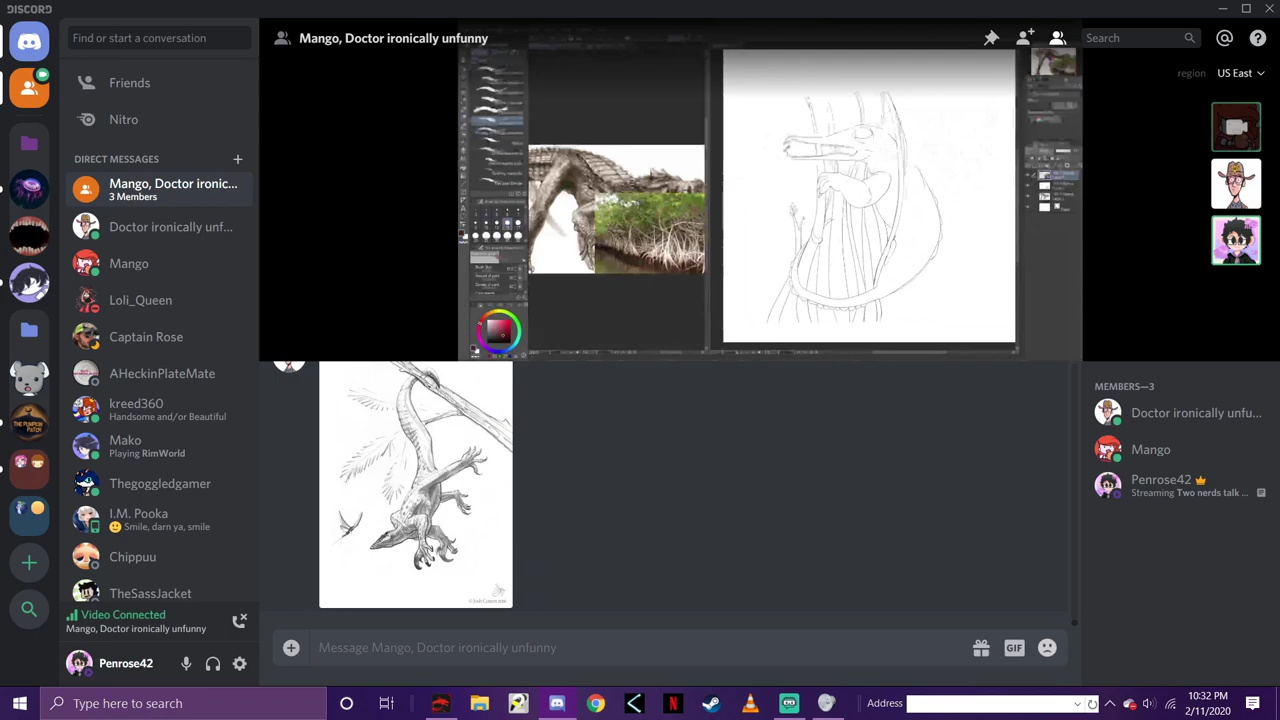 DISCORD
Find or start a conversation
Friends
Nitro
DIRECT MESSAGES
Mango, Doctor ironic...
3 Members
Doctor ironically unf...
Mango
Loli_Queen
Captain Rose
AHeckinPlateMate
kreed360
Handsome and/or Beautiful
Mako
Playing RimWorld
Thegoggledgamer
I.M. Pooka
Smile, darn ya, smile
Chippuu
TheSassJacket
Video Connected
Mango, Doctor ironically unfunny
Penrose42
THE PUMPKIN PATCH
Mango, Doctor ironically unfunny
Search
region US East
MEMBERS—3
Doctor ironically unfu...
Mango
Penrose42
Streaming Two nerds talk ...
Message Mango, Doctor ironically unfunny
GIF
Type here to search
Address
10:32 PM
2/11/2020